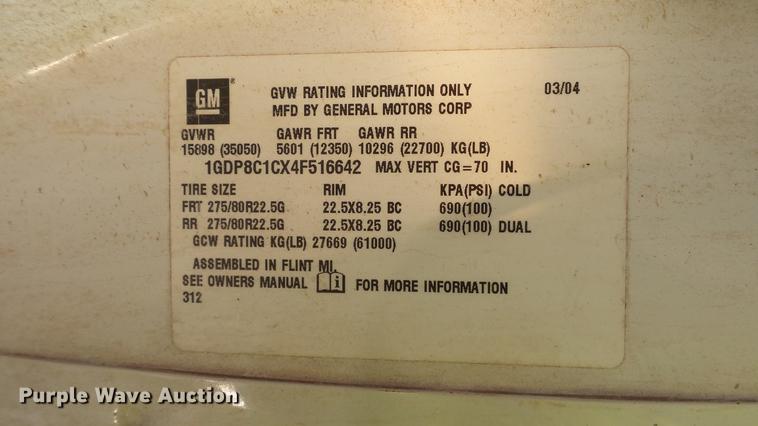 GM ® GVW RATING INFORMATION ONLY 03/04
MFD BY GENERAL MOTORS CORP
GVWR GAWR FRT GAWR RR
15898 (35050) 5601 (12350) 10296 (22700) KG(LB)
1GDP8C1CX4F516642 MAX VERT CG=70 IN.
TIRE SIZE RIM KPA(PSI) COLD
FRT 275/80R22.5G 22.5X8.25 BC 690(100)
RR 275/80R22.5G 22.5X8.25 BC 690(100) DUAL
GCW RATING KG(LB) 27669 (61000)
ASSEMBLED IN FLINT MI.
SEE OWNERS MANUAL i FOR MORE INFORMATION
312
Purple Wave Auction